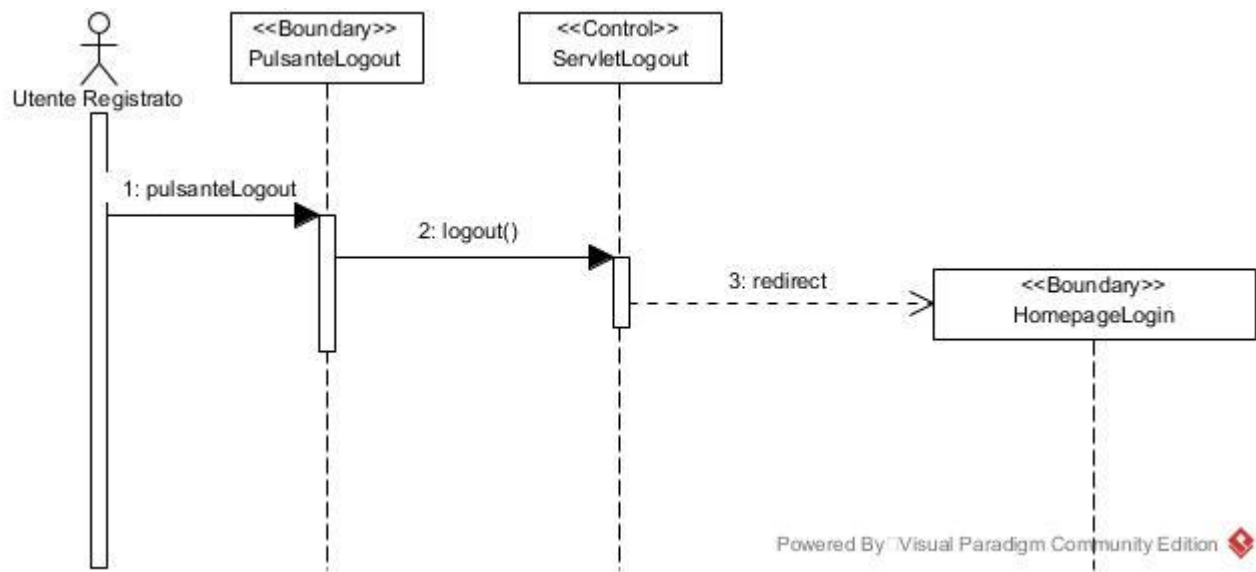 <<Boundary>>
PulsanteLogout
<<Control>>
ServletLogout
Utente Registrato
1: pulsanteLogout
2: logout()
3: redirect
<<Boundary>>
HomepageLogin
Powered By Visual Paradigm Community Edition